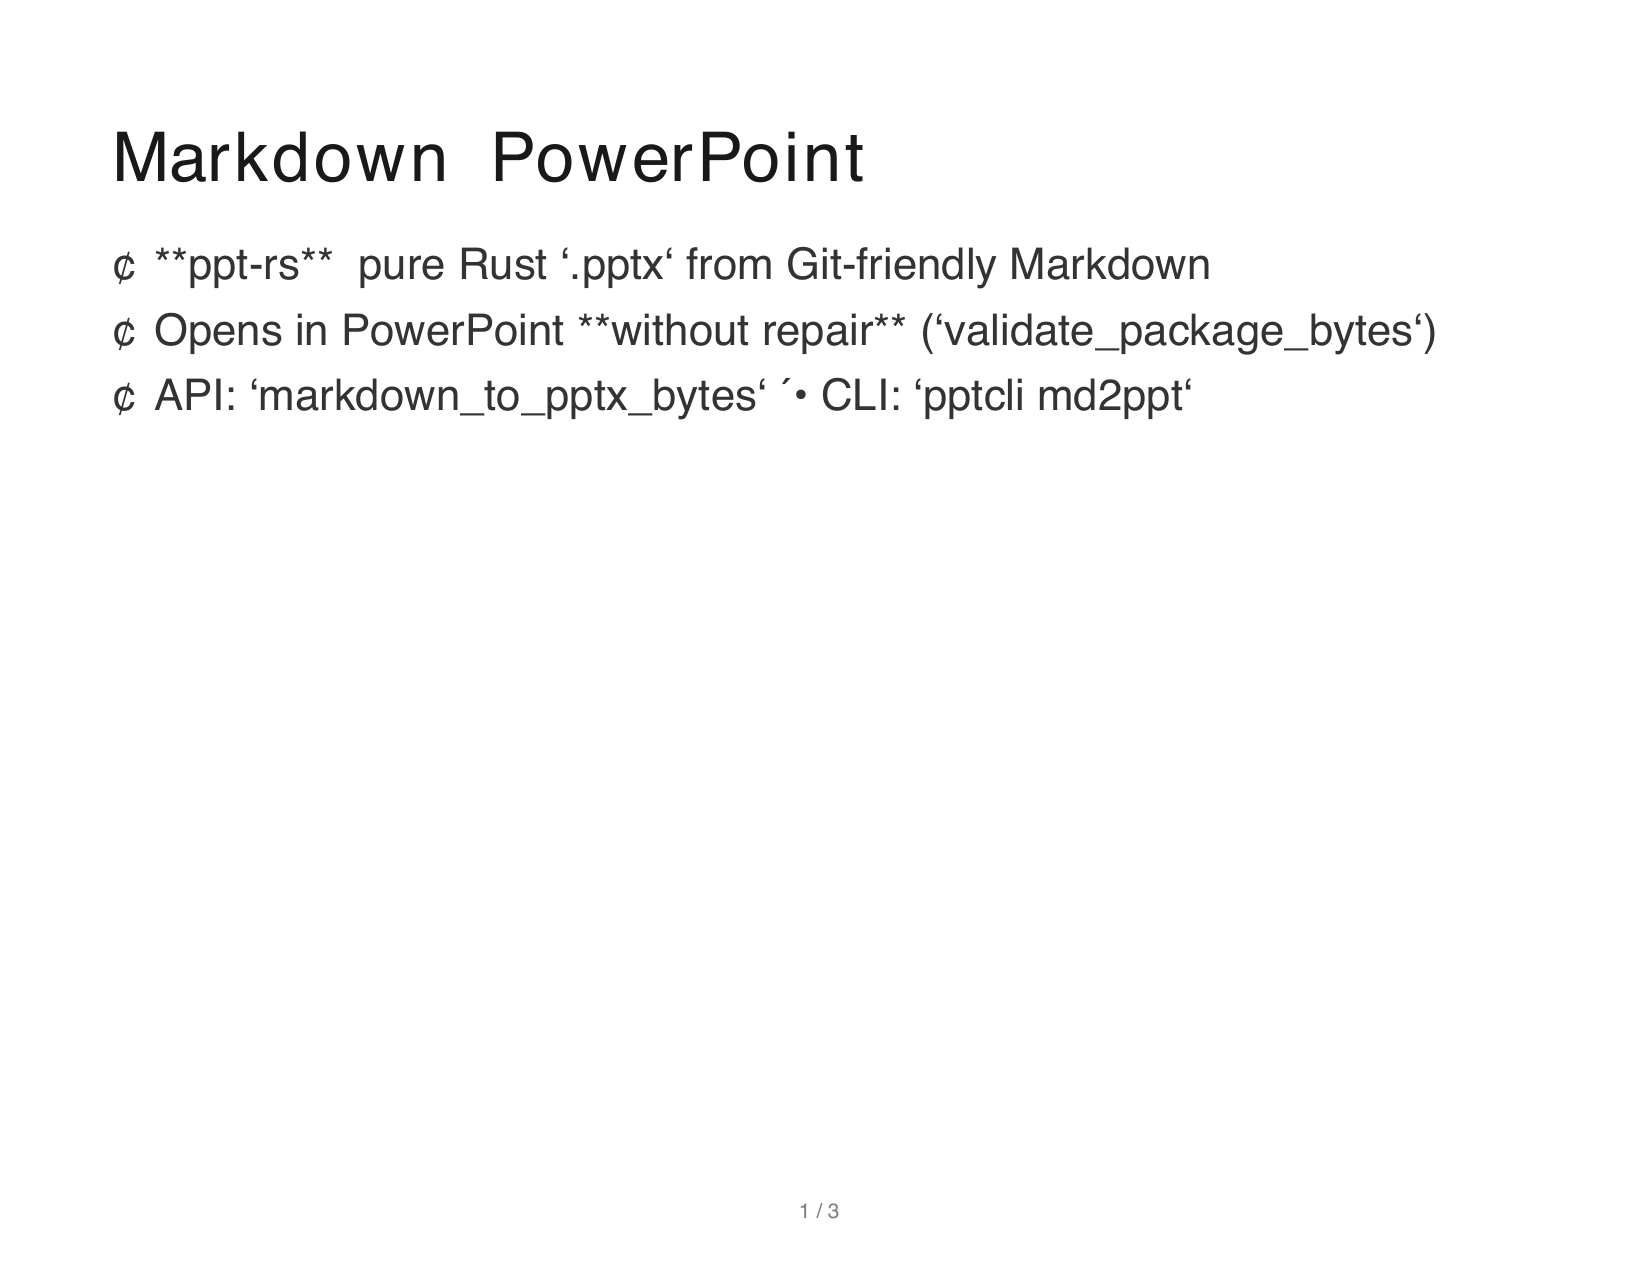 Markdown  PowerPoint
¢ **ppt-rs**  pure Rust ‘.pptx‘ from Git-friendly Markdown
¢ Opens in PowerPoint **without repair** (‘validate_package_bytes‘)
¢ API: ‘markdown_to_pptx_bytes‘ ´• CLI: ‘pptcli md2ppt‘
1 / 3